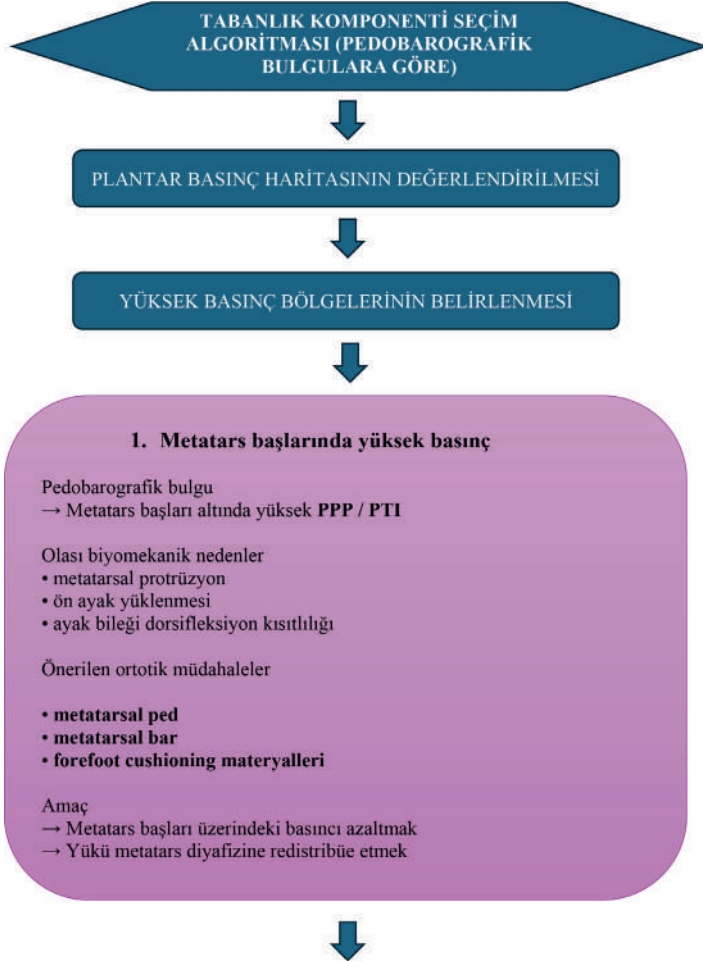 TABANLIK KOMPONENTİ SEÇİM
ALGORİTMASI (PEDOBAROGRAFİK
BULGULARA GÖRE)
PLANTAR BASINÇ HARİTASININ DEĞERLENDİRİLMESİ
YÜKSEK BASINÇ BÖLGELERİNİN BELİRLENMESİ
1. Metatars başlarında yüksek basınç
Pedobarografik bulgu
→ Metatars başları altında yüksek PPP / PTI
Olası biyomekanik nedenler
• metatarsal protrüzyon
• ön ayak yüklenmesi
• ayak bileği dorsifleksiyon kısıtlılığı
Önerilen ortotik müdahaleler
• metatarsal ped
• metatarsal bar
• forefoot cushioning materyalleri
Amaç
→ Metatars başları üzerindeki basıncı azaltmak
→ Yükü metatars diyafizine redistribüe etmek